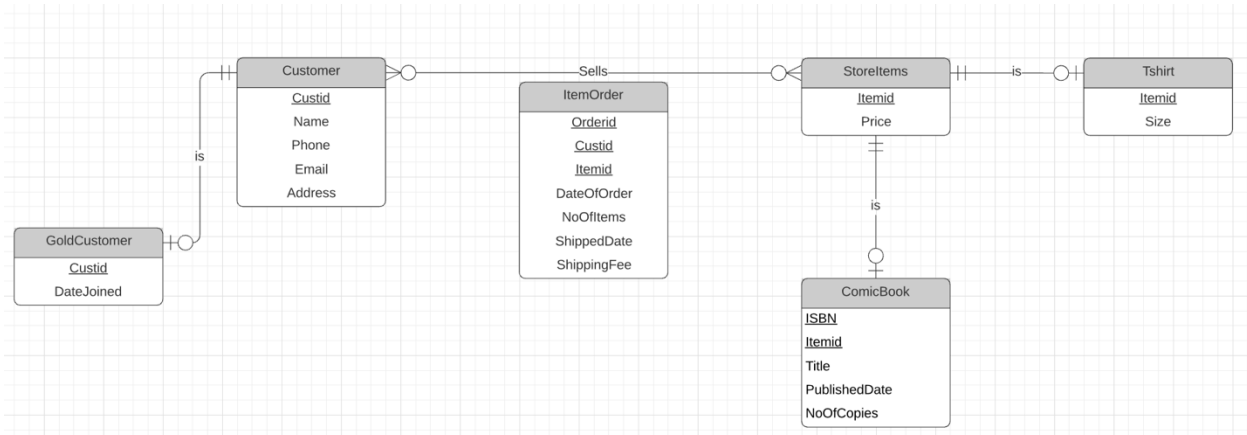 Customer
Custid
Name
Phone
Email
Address
is
GoldCustomer
Custid
DateJoined
Sells
ItemOrder
Orderid
Custid
Itemid
DateOfOrder
NoOfItems
ShippedDate
ShippingFee
StoreItems
Itemid
Price
is
Tshirt
Itemid
Size
is
ComicBook
ISBN
Itemid
Title
PublishedDate
NoOfCopies